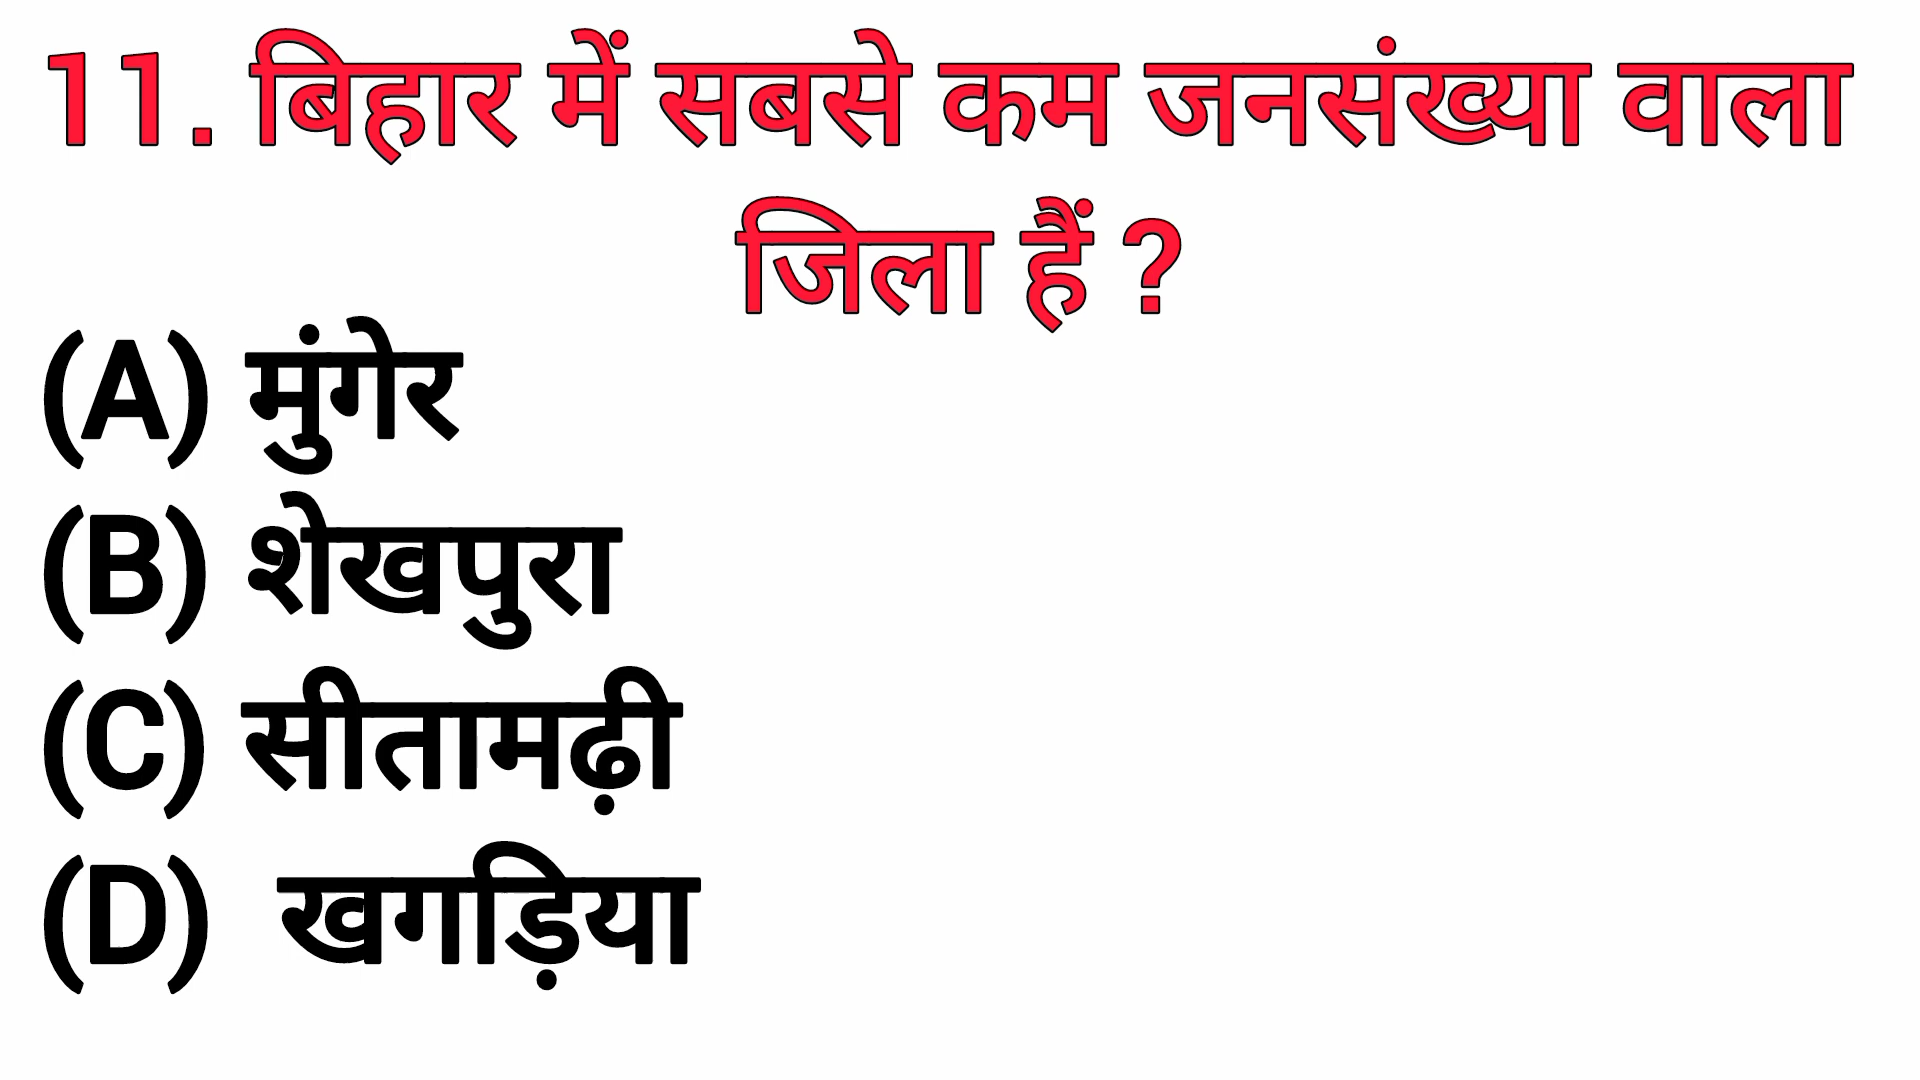 11. बिहार में सबसे कम जनसंख्या वाला
जिला हैं ?
(A) मुंगेर
(B) शेखपुरा
(C) सीतामढ़ी
(D) खगड़िया